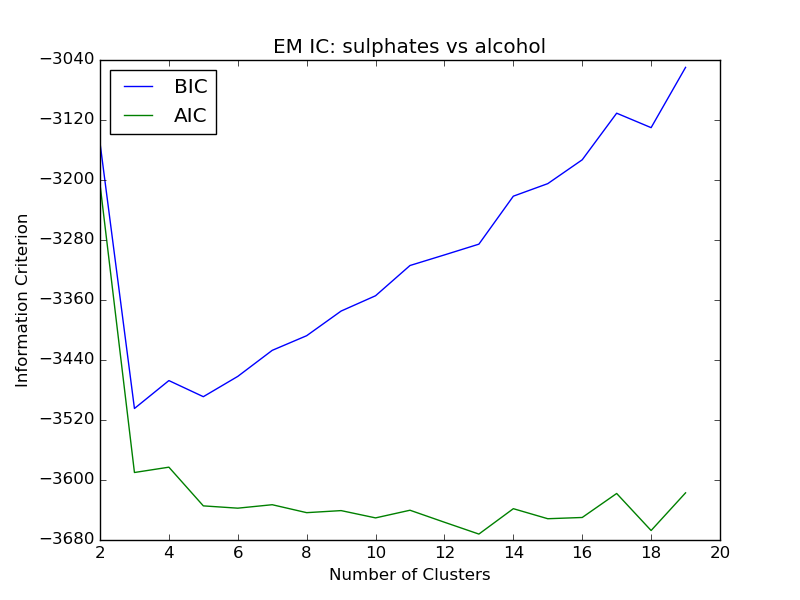 EM IC: sulphates vs alcohol
−3040
−3120
−3200
−3280
−3360
−3440
−3520
−3600
−3680
Information Criterion
BIC
AIC
2 4 6 8 10 12 14 16 18 20
Number of Clusters